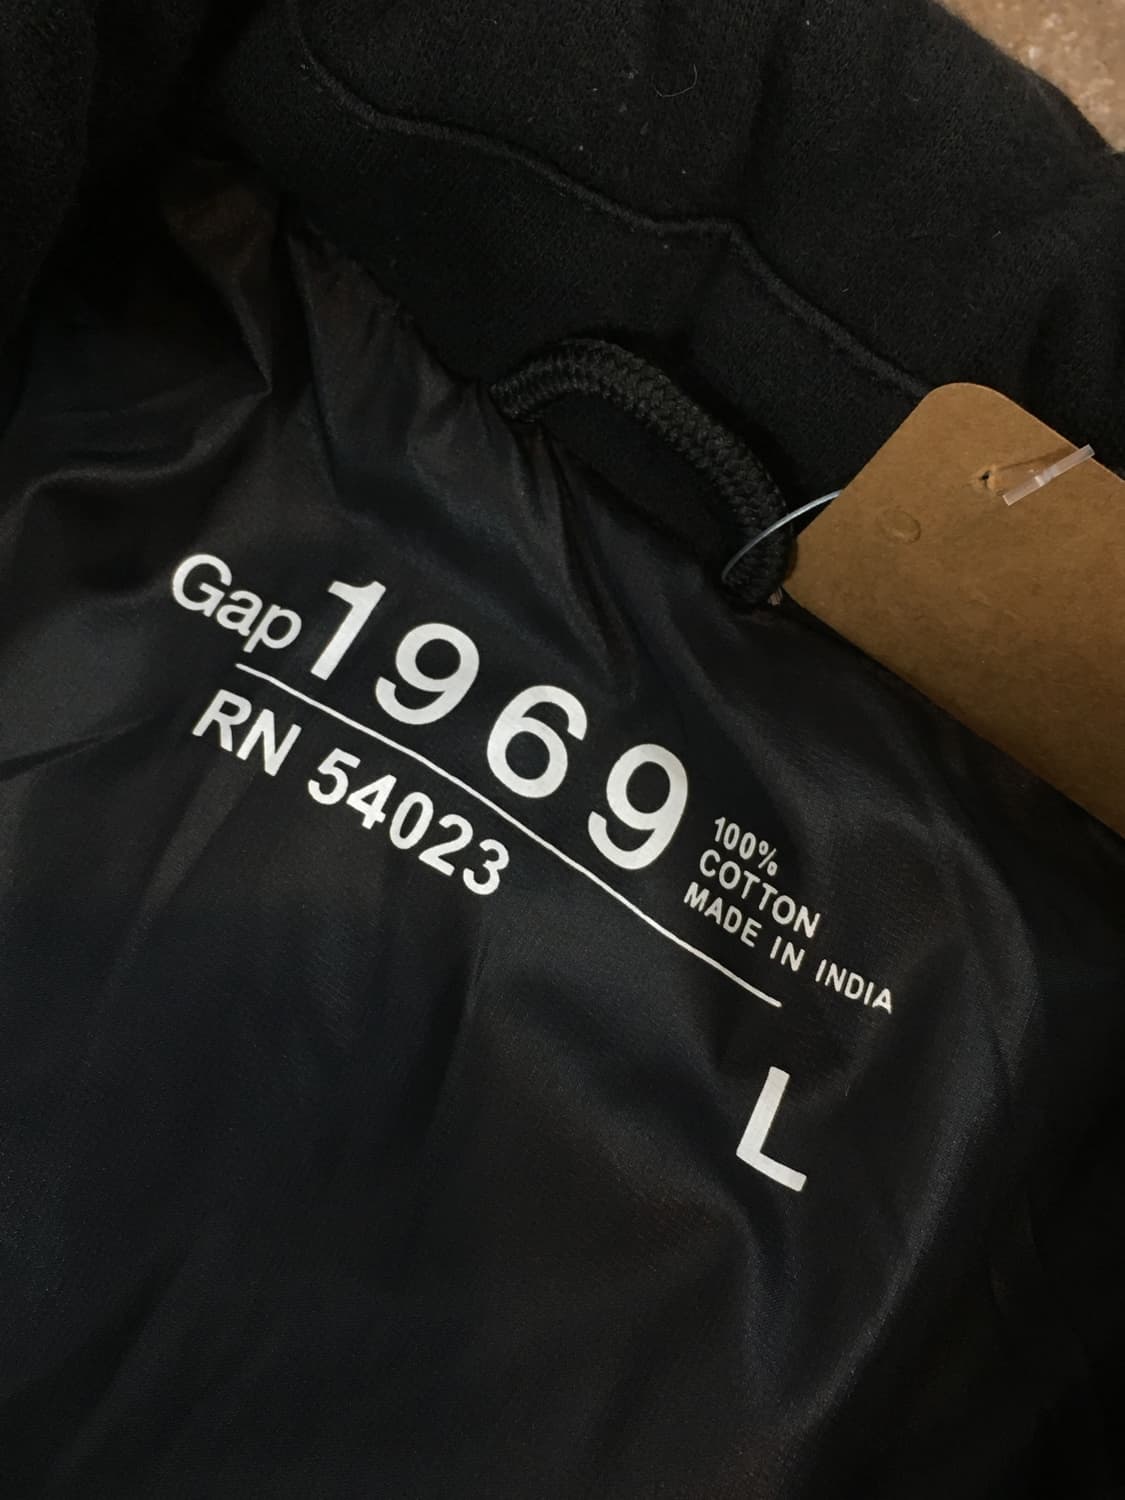 Gap 1969
100%
COTTON
MADE IN INDIA
RN 54023
L